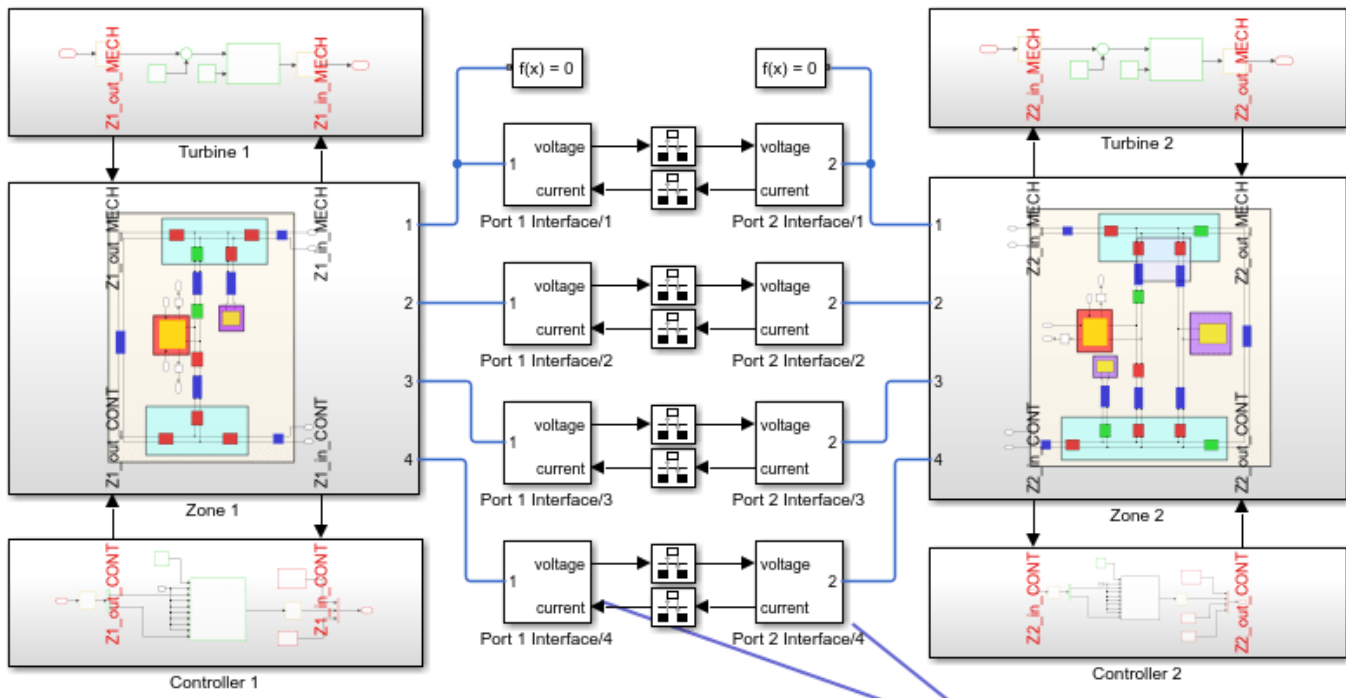 Z1_out_MECH
Z1_in_MECH
Turbine 1
f(x) = 0
f(x) = 0
Z2_in_MECH
Z2_out_MECH
Turbine 2
1
voltage
current
Port 1 Interface/1
voltage
current
2
Port 2 Interface/1
Z1_out_MECH
Z1_in_MECH
Z1_out_CONT
Z1_in_CONT
1
2
3
4
Zone 1
1
voltage
current
Port 1 Interface/2
voltage
current
2
Port 2 Interface/2
1
voltage
current
Port 1 Interface/3
voltage
current
2
Port 2 Interface/3
1
2
3
4
Z2_in_MECH
Z2_out_MECH
Z2_in_CONT
Z2_out_CONT
Zone 2
1
voltage
current
Port 1 Interface/4
voltage
current
2
Port 2 Interface/4
Z1_out_CONT
Z1_in_CONT
Controller 1
Z2_in_CONT
Z2_out_CONT
Controller 2